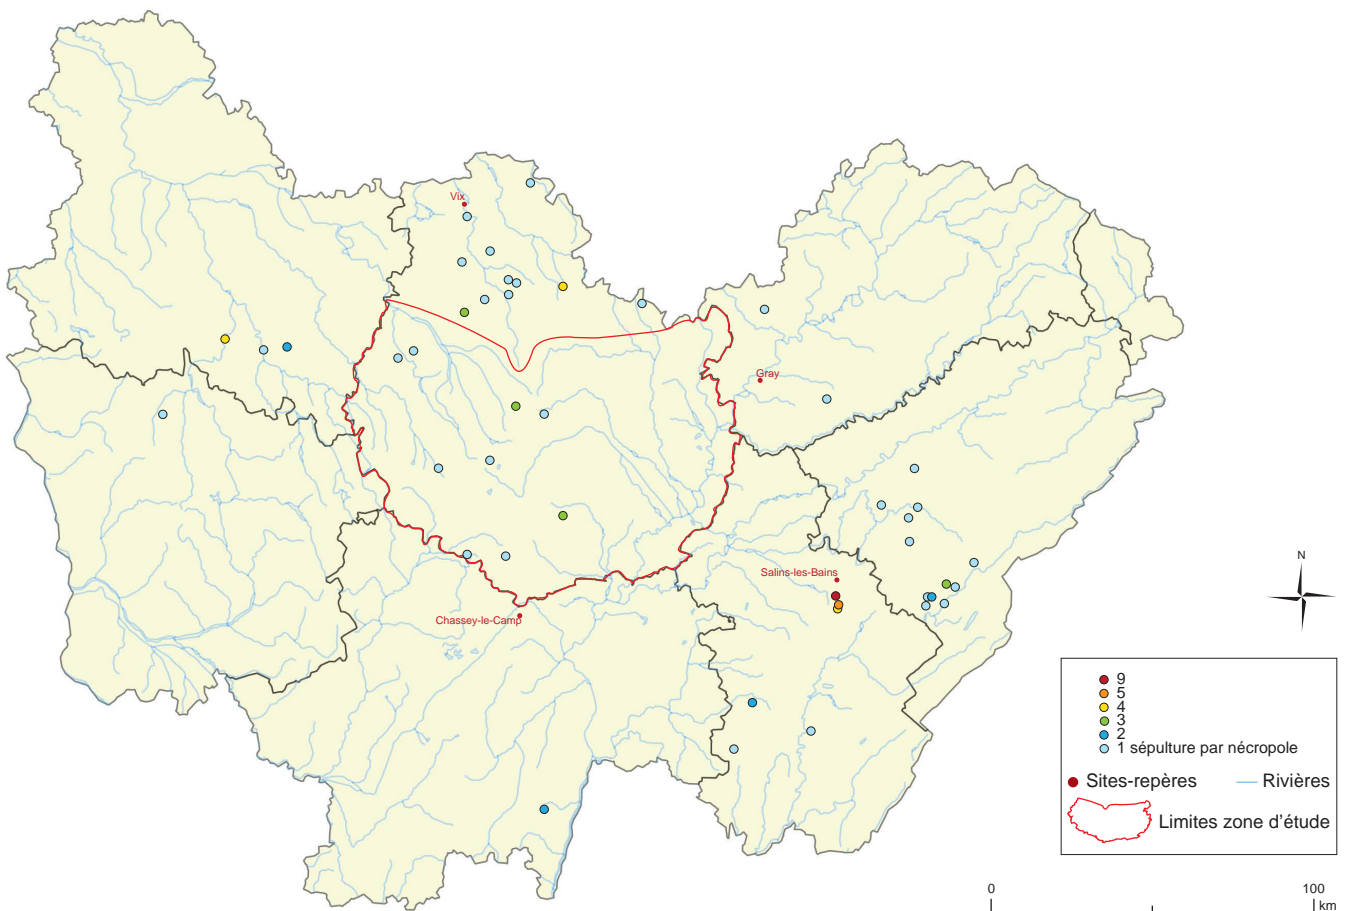 Vix
Gray
Salins-les-Bains
Chassey-le-Camp
N
9
5
4
3
2
1 sépulture par nécropole
Sites-repères
Rivières
Limites zone d'étude
0
100
km